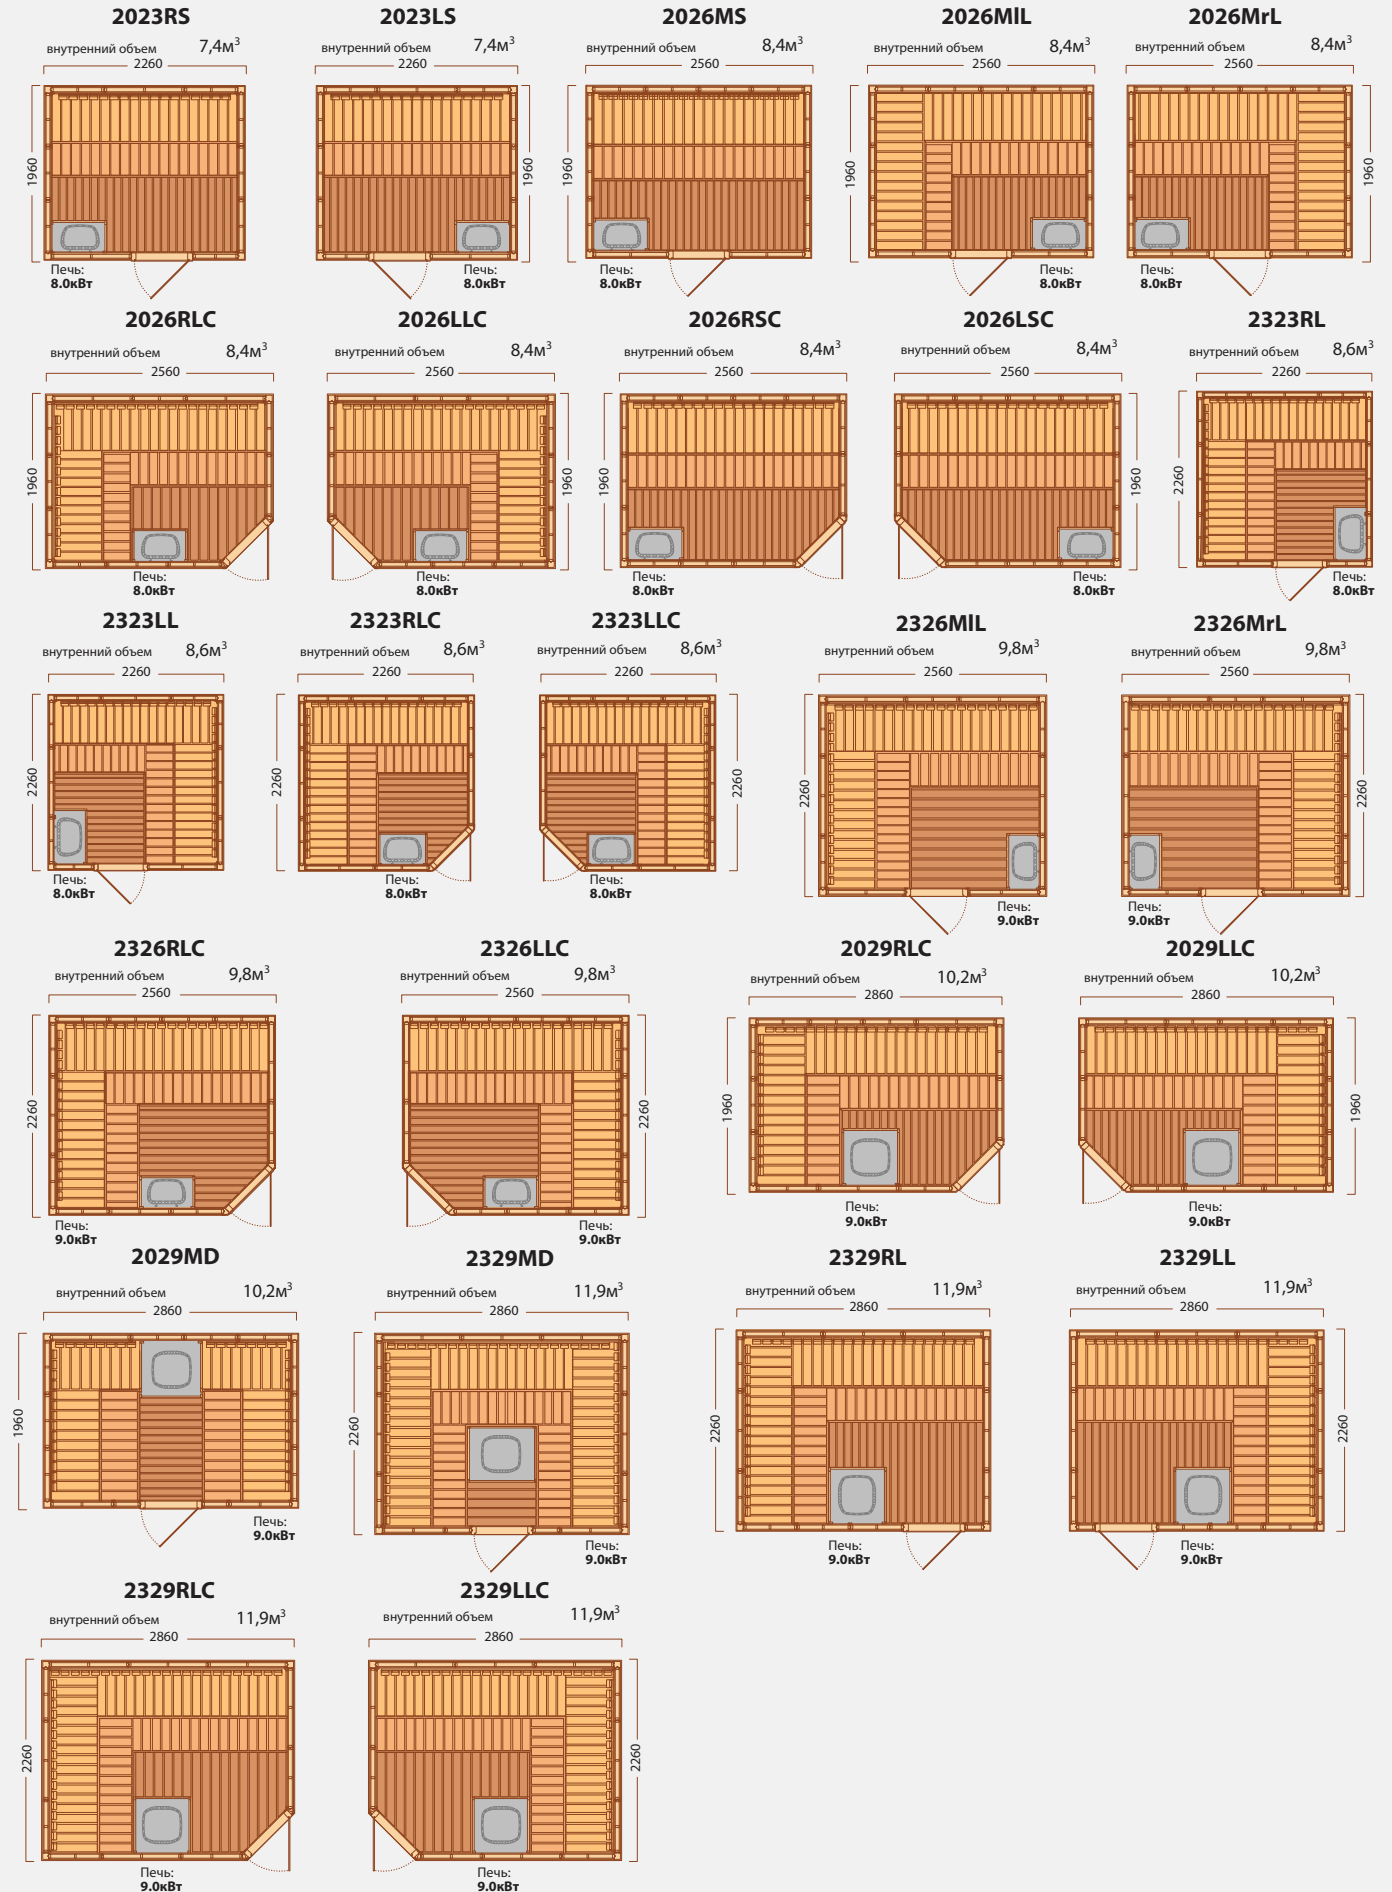 2023RS
внутренний объем 7,4м³
2260
1960
Печь:
8.0кВт
2023LS
внутренний объем 7,4м³
2260
1960
Печь:
8.0кВт
2026MS
внутренний объем 8,4м³
2560
1960
Печь:
8.0кВт
2026MlL
внутренний объем 8,4м³
2560
1960
Печь:
8.0кВт
2026MrL
внутренний объем 8,4м³
2560
1960
Печь:
8.0кВт
2026RLC
внутренний объем 8,4м³
2560
1960
Печь:
8.0кВт
2026LLC
внутренний объем 8,4м³
2560
1960
Печь:
8.0кВт
2026RSC
внутренний объем 8,4м³
2560
1960
Печь:
8.0кВт
2026LSC
внутренний объем 8,4м³
2560
1960
Печь:
8.0кВт
2323RL
внутренний объем 8,6м³
2260
2260
Печь:
8.0кВт
2323LL
внутренний объем 8,6м³
2260
2260
Печь:
8.0кВт
2323RLC
внутренний объем 8,6м³
2260
2260
Печь:
8.0кВт
2323LLC
внутренний объем 8,6м³
2260
2260
Печь:
8.0кВт
2326MlL
внутренний объем 9,8м³
2560
2260
Печь:
9.0кВт
2326MrL
внутренний объем 9,8м³
2560
2260
Печь:
9.0кВт
2326RLC
внутренний объем 9,8м³
2560
2260
Печь:
9.0кВт
2326LLC
внутренний объем 9,8м³
2560
2260
Печь:
9.0кВт
2029RLC
внутренний объем 10,2м³
2860
1960
Печь:
9.0кВт
2029LLC
внутренний объем 10,2м³
2860
1960
Печь:
9.0кВт
2029MD
внутренний объем 10,2м³
2860
1960
Печь:
9.0кВт
2329MD
внутренний объем 11,9м³
2860
2260
Печь:
9.0кВт
2329RL
внутренний объем 11,9м³
2860
2260
Печь:
9.0кВт
2329LL
внутренний объем 11,9м³
2860
2260
Печь:
9.0кВт
2329RLC
внутренний объем 11,9м³
2860
2260
Печь:
9.0кВт
2329LLC
внутренний объем 11,9м³
2860
2260
Печь:
9.0кВт